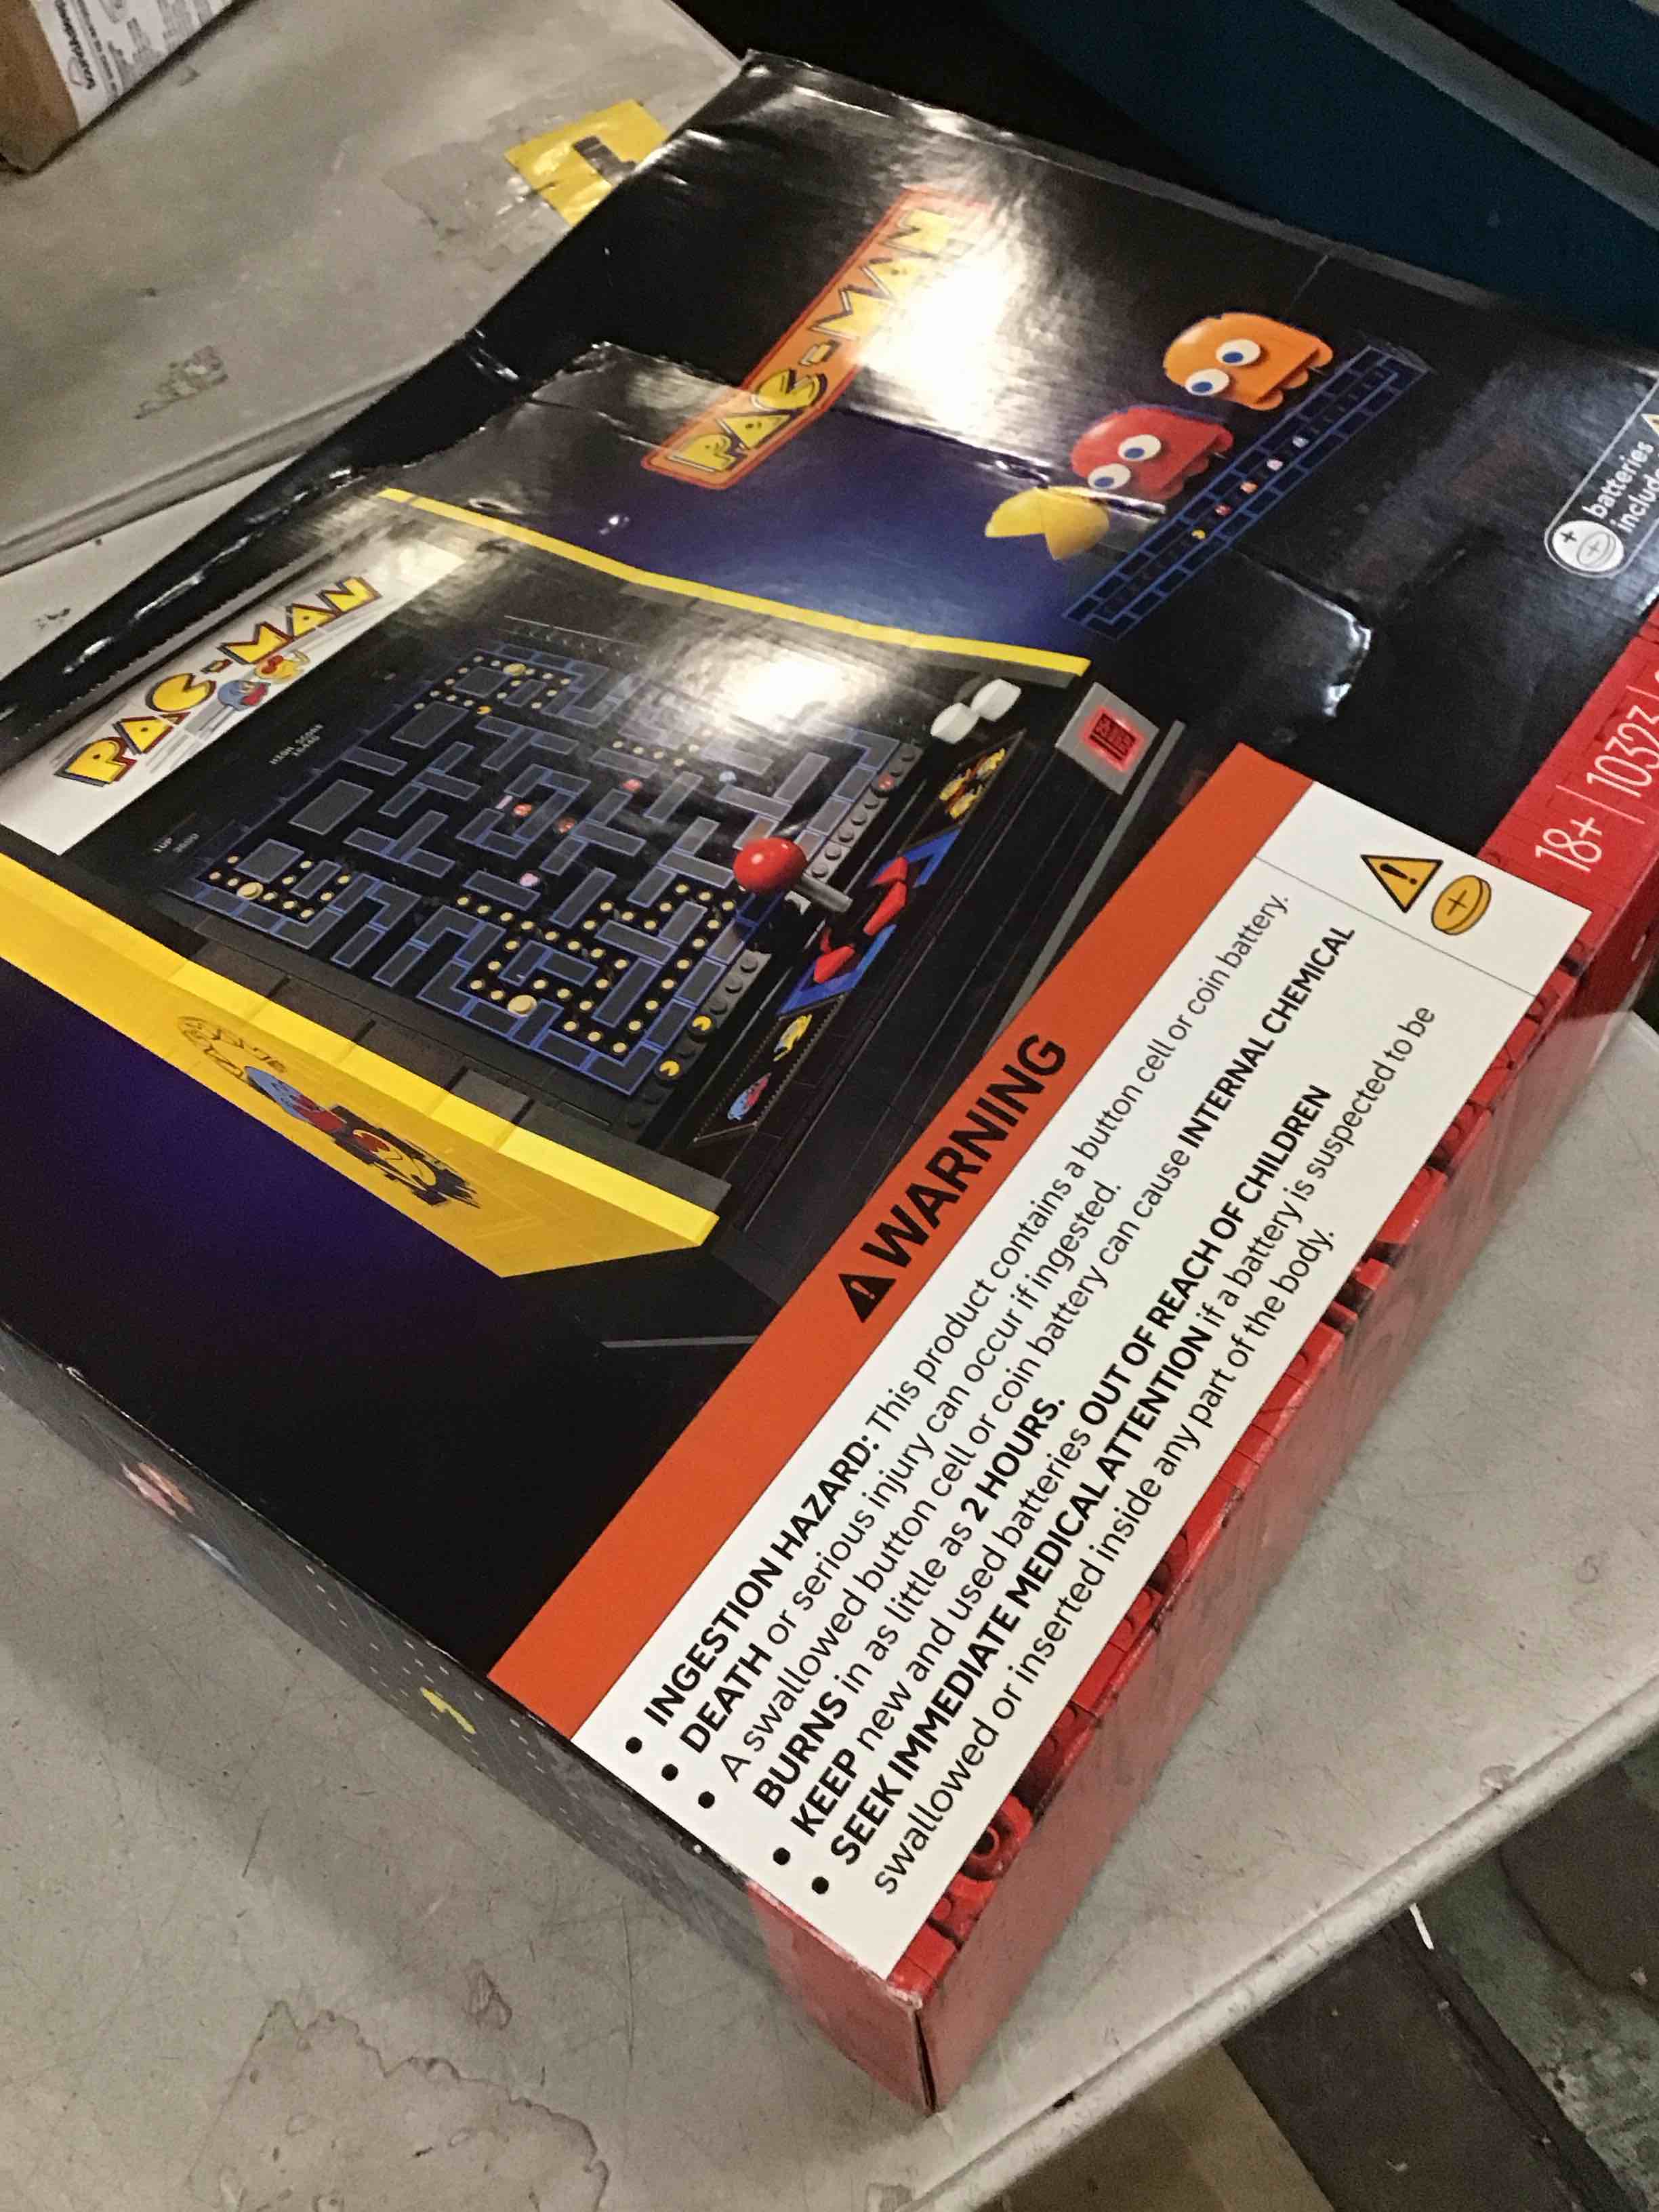 PAC-MAN
PAC-MAN
HIGH SCORE
1UP
batteries
18+ | 10323
⚠WARNING
• INGESTION HAZARD: This product contains a button cell or coin battery.
• DEATH or serious injury can occur if ingested.
• A swallowed button cell or coin battery can cause INTERNAL CHEMICAL
BURNS in as little as 2 HOURS.
• KEEP new and used batteries OUT OF REACH OF CHILDREN
• SEEK IMMEDIATE MEDICAL ATTENTION if a battery is suspected to be
swallowed or inserted inside any part of the body.